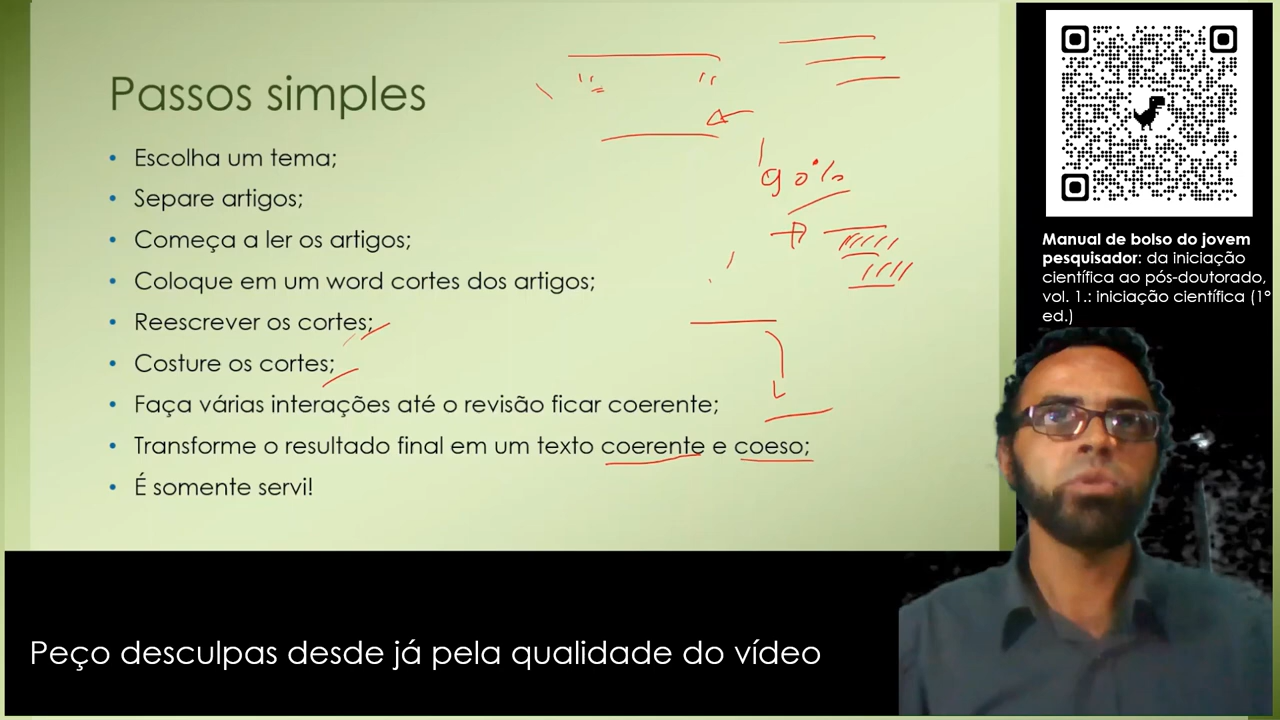 Passos simples
• Escolha um tema;
• Separe artigos;
• Começa a ler os artigos;
• Coloque em um word cortes dos artigos;
• Reescrever os cortes;
• Costure os cortes;
• Faça várias interações até o revisão ficar coerente;
• Transforme o resultado final em um texto coerente e coeso;
• É somente servi!
90%
Manual de bolso do jovem
pesquisador: da iniciação
científica ao pós-doutorado,
vol. 1.: iniciação científica (1º
ed.)
Peço desculpas desde já pela qualidade do vídeo